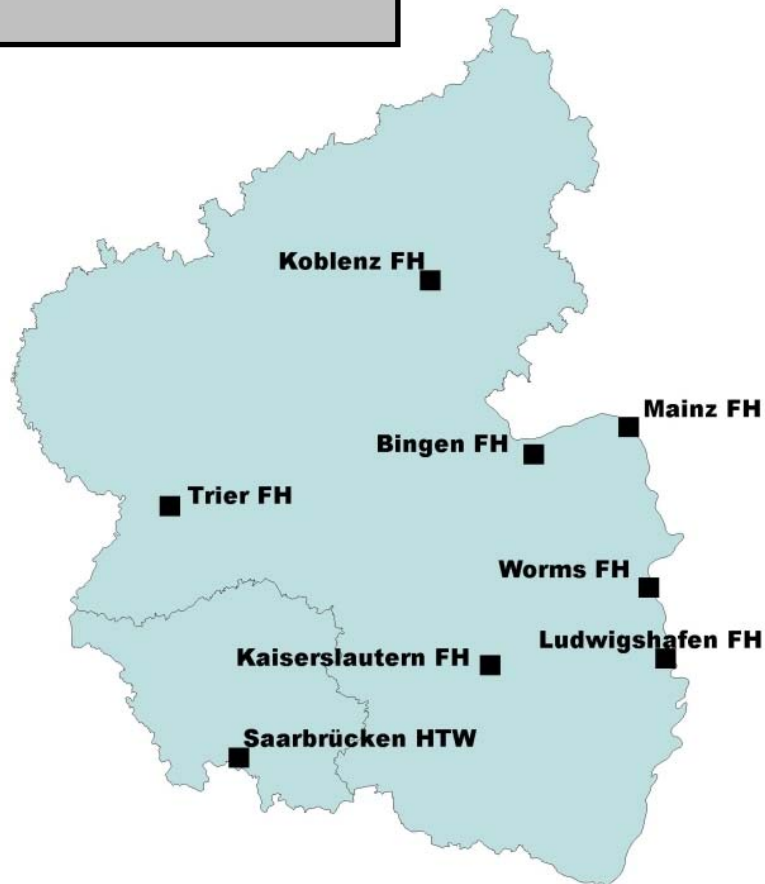 Koblenz FH
Mainz FH
Bingen FH
Trier FH
Worms FH
Ludwigshafen FH
Kaiserslautern FH
Saarbrücken HTW